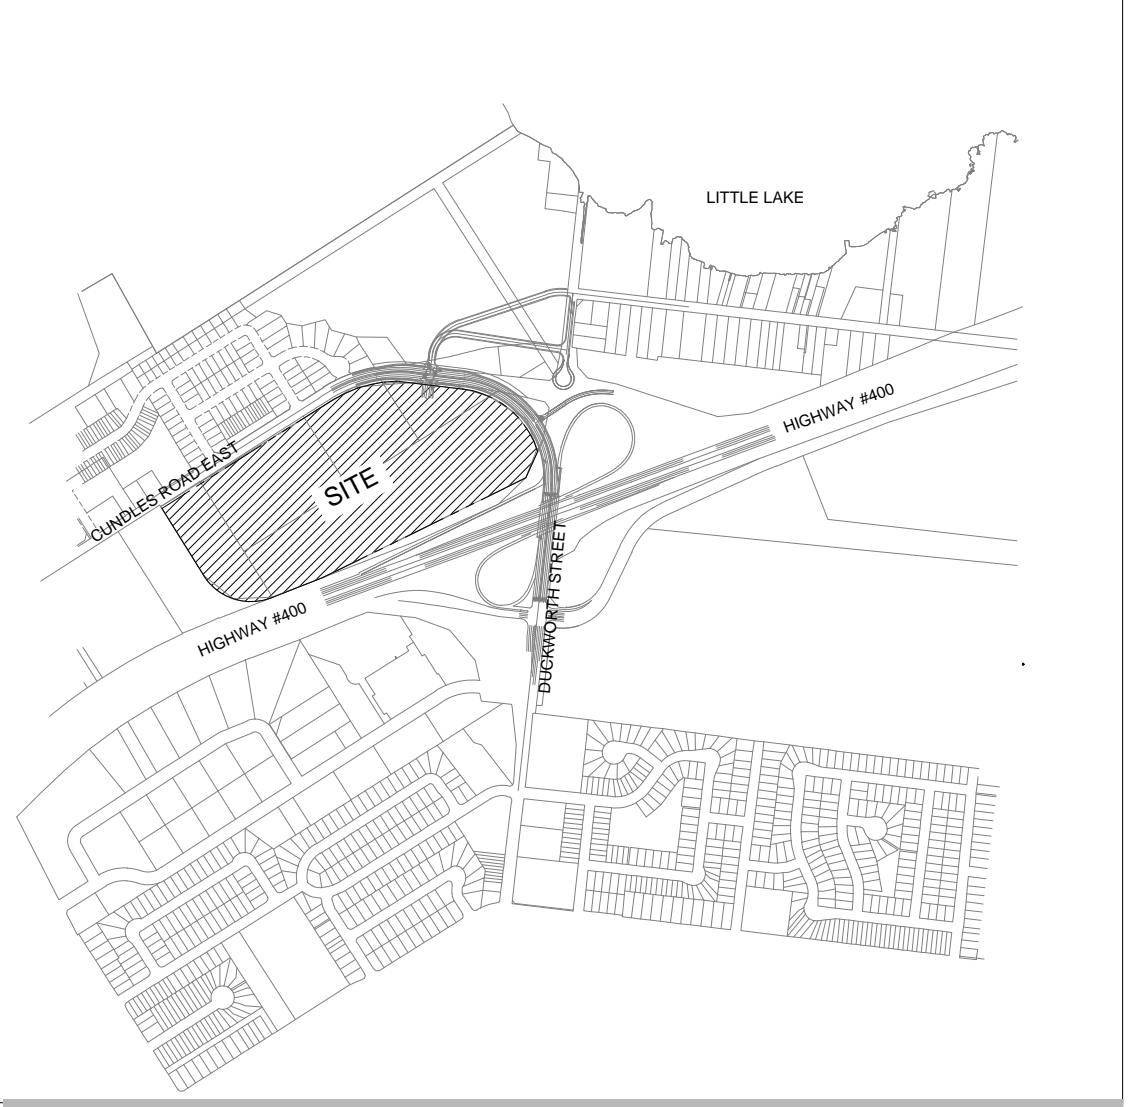 LITTLE LAKE
HIGHWAY #400
CUNDLES ROAD EAST
SITE
DUCKWORTH STREET
HIGHWAY #400